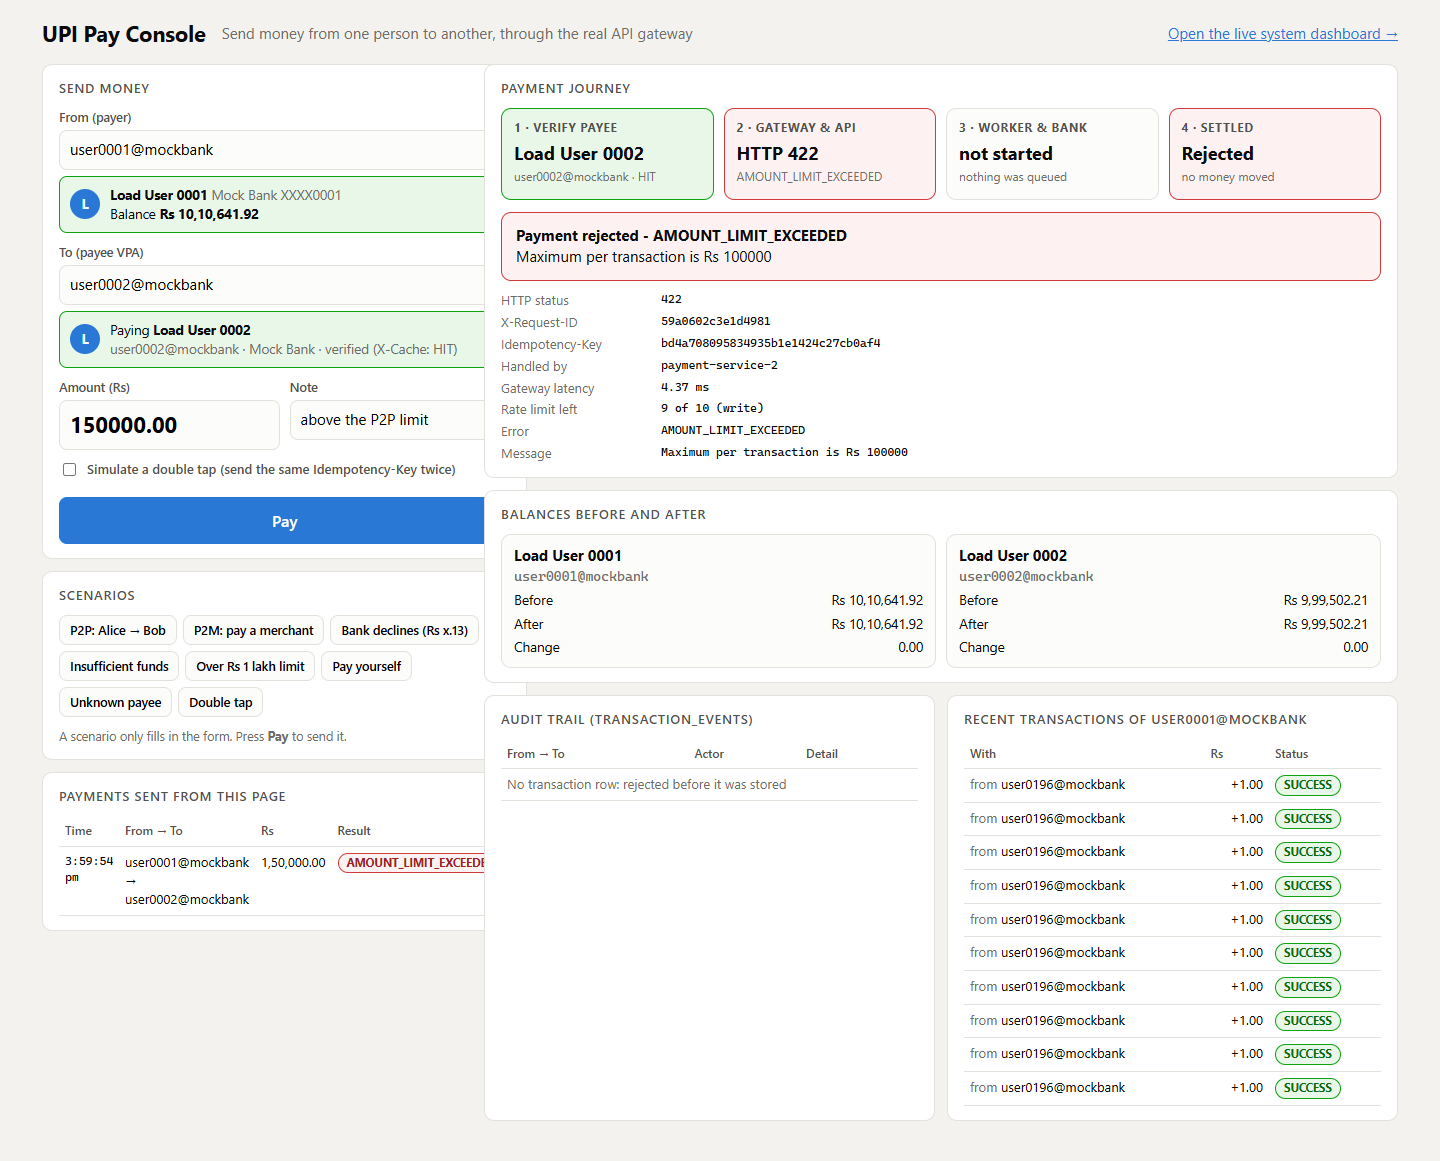 UPI Pay Console
Send money from one person to another, through the real API gateway
Open the live system dashboard →
SEND MONEY
From (payer)
user0001@mockbank
L
Load User 0001 Mock Bank XXXX0001
Balance Rs 10,10,641.92
To (payee VPA)
user0002@mockbank
L
Paying Load User 0002
user0002@mockbank · Mock Bank · verified (X-Cache: HIT)
Amount (Rs)
Note
150000.00
above the P2P limit
Simulate a double tap (send the same Idempotency-Key twice)
Pay
SCENARIOS
P2P: Alice → Bob
P2M: pay a merchant
Bank declines (Rs x.13)
Insufficient funds
Over Rs 1 lakh limit
Pay yourself
Unknown payee
Double tap
A scenario only fills in the form. Press Pay to send it.
PAYMENTS SENT FROM THIS PAGE
Time From → To Rs Result
3:59:54 pm
user0001@mockbank
→
user0002@mockbank
1,50,000.00
AMOUNT_LIMIT_EXCEEDE
PAYMENT JOURNEY
1 · VERIFY PAYEE
Load User 0002
user0002@mockbank · HIT
2 · GATEWAY & API
HTTP 422
AMOUNT_LIMIT_EXCEEDED
3 · WORKER & BANK
not started
nothing was queued
4 · SETTLED
Rejected
no money moved
Payment rejected - AMOUNT_LIMIT_EXCEEDED
Maximum per transaction is Rs 100000
HTTP status 422
X-Request-ID 59a0602c3e1d4981
Idempotency-Key bd4a708095834935b1e1424c27cb0af4
Handled by payment-service-2
Gateway latency 4.37 ms
Rate limit left 9 of 10 (write)
Error AMOUNT_LIMIT_EXCEEDED
Message Maximum per transaction is Rs 100000
BALANCES BEFORE AND AFTER
Load User 0001
user0001@mockbank
Before Rs 10,10,641.92
After Rs 10,10,641.92
Change 0.00
Load User 0002
user0002@mockbank
Before Rs 9,99,502.21
After Rs 9,99,502.21
Change 0.00
AUDIT TRAIL (TRANSACTION_EVENTS)
From → To Actor Detail
No transaction row: rejected before it was stored
RECENT TRANSACTIONS OF USER0001@MOCKBANK
With Rs Status
from user0196@mockbank +1.00 SUCCESS
from user0196@mockbank +1.00 SUCCESS
from user0196@mockbank +1.00 SUCCESS
from user0196@mockbank +1.00 SUCCESS
from user0196@mockbank +1.00 SUCCESS
from user0196@mockbank +1.00 SUCCESS
from user0196@mockbank +1.00 SUCCESS
from user0196@mockbank +1.00 SUCCESS
from user0196@mockbank +1.00 SUCCESS
from user0196@mockbank +1.00 SUCCESS